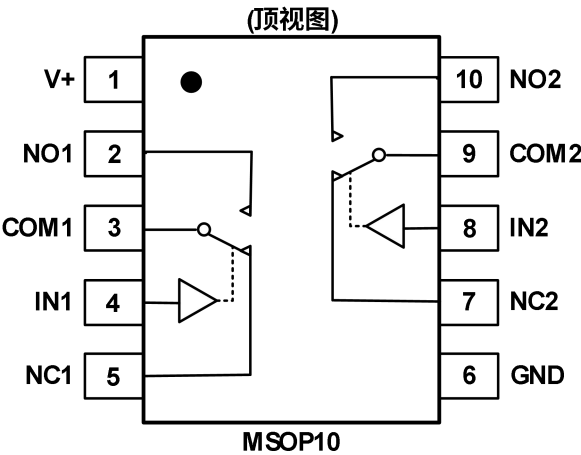 (顶视图)
V+ 1 10 NO2
NO1 2 9 COM2
COM1 3 8 IN2
IN1 4 7 NC2
NC1 5 6 GND
MSOP10